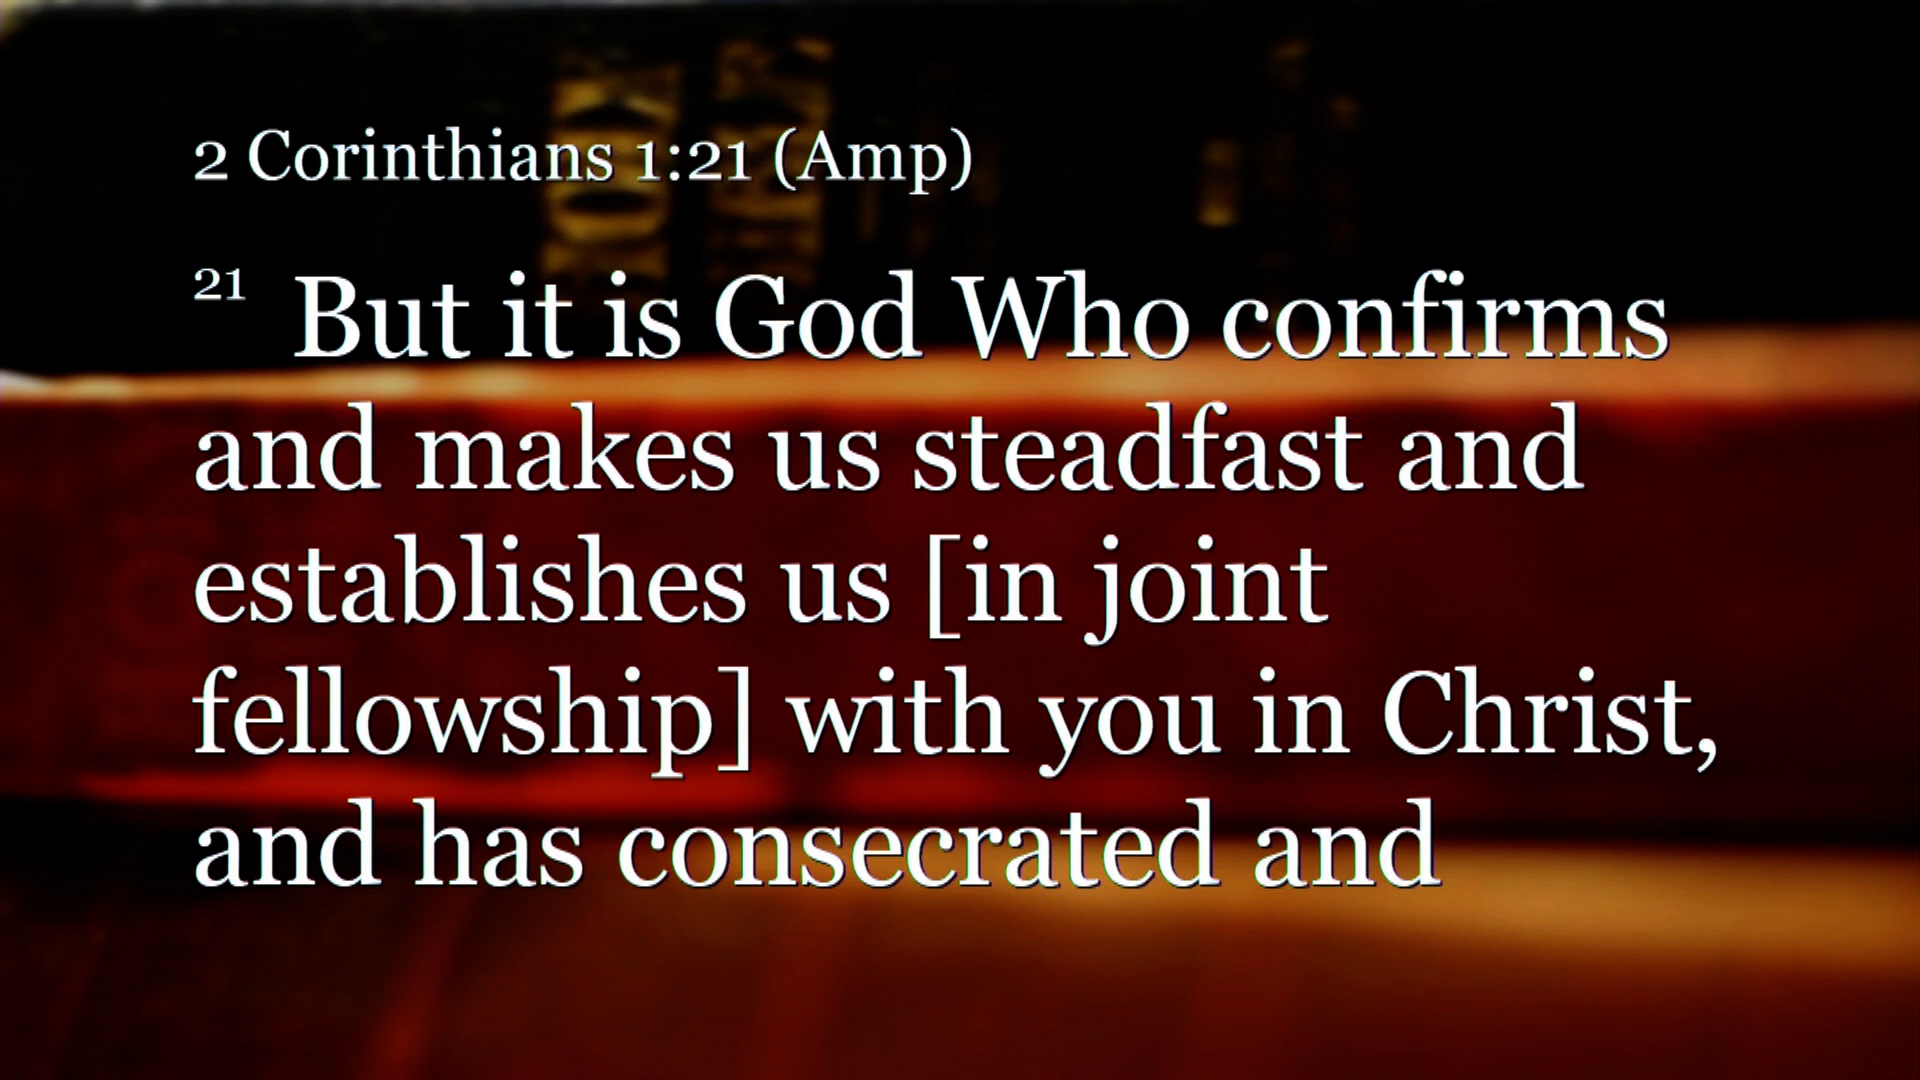 2 Corinthians 1:21 (Amp)
21 But it is God Who confirms
and makes us steadfast and
establishes us [in joint
fellowship] with you in Christ,
and has consecrated and